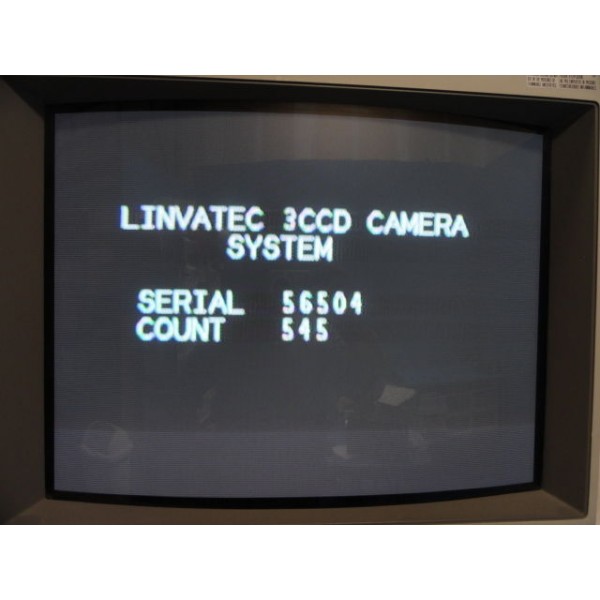 LINVATEC 3CCD CAMERA
SYSTEM
SERIAL 56504
COUNT 545